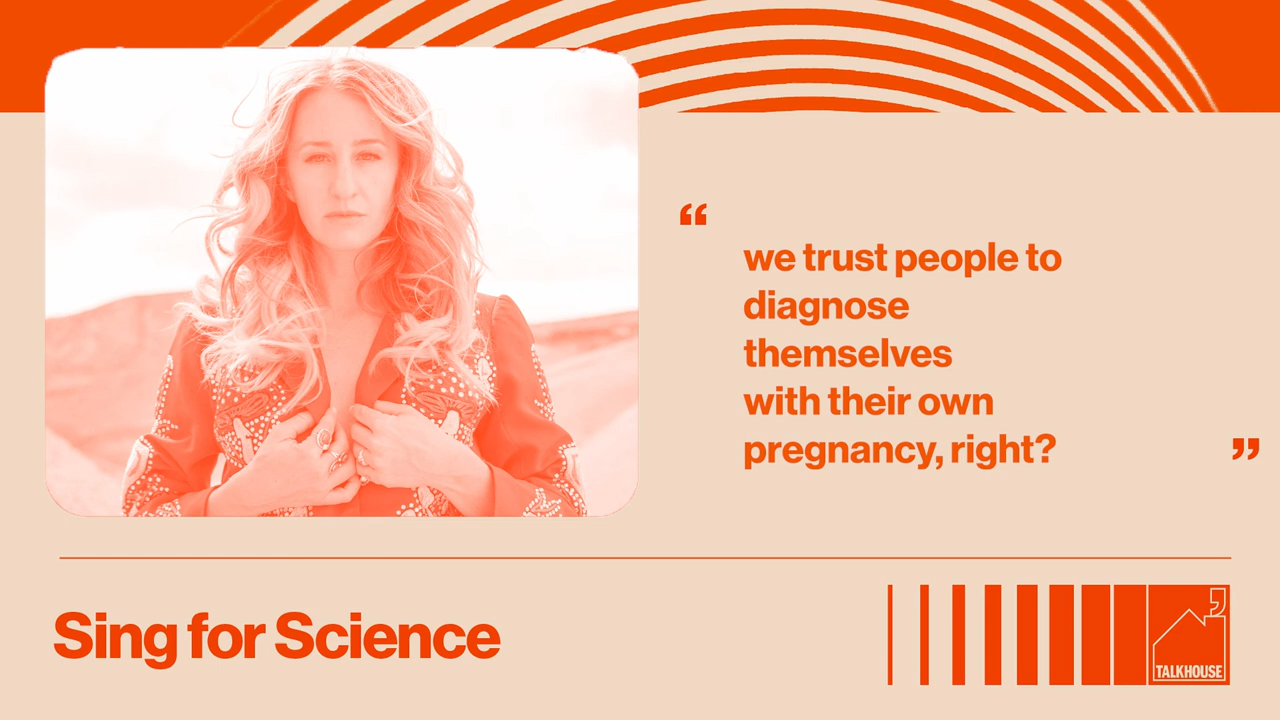 “
we trust people to
diagnose
themselves
with their own
pregnancy, right?
”
Sing for Science
TALKHOUSE